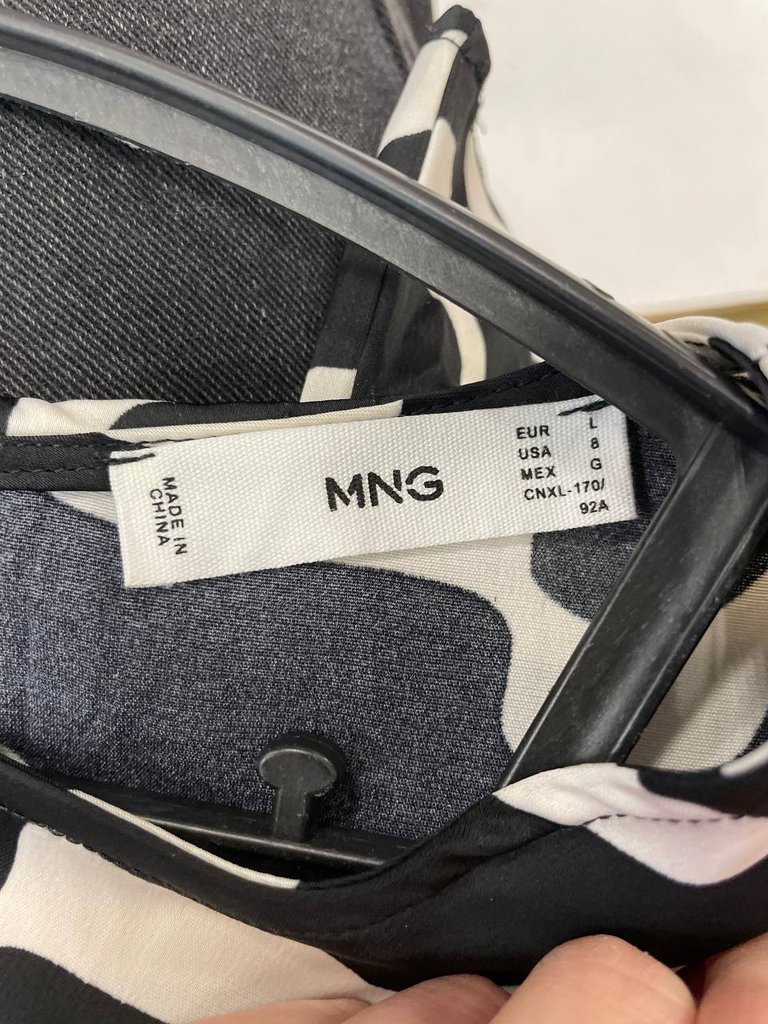 MADE IN
CHINA
MNG
EUR L
USA 8
MEX G
CNXL-170/
92A